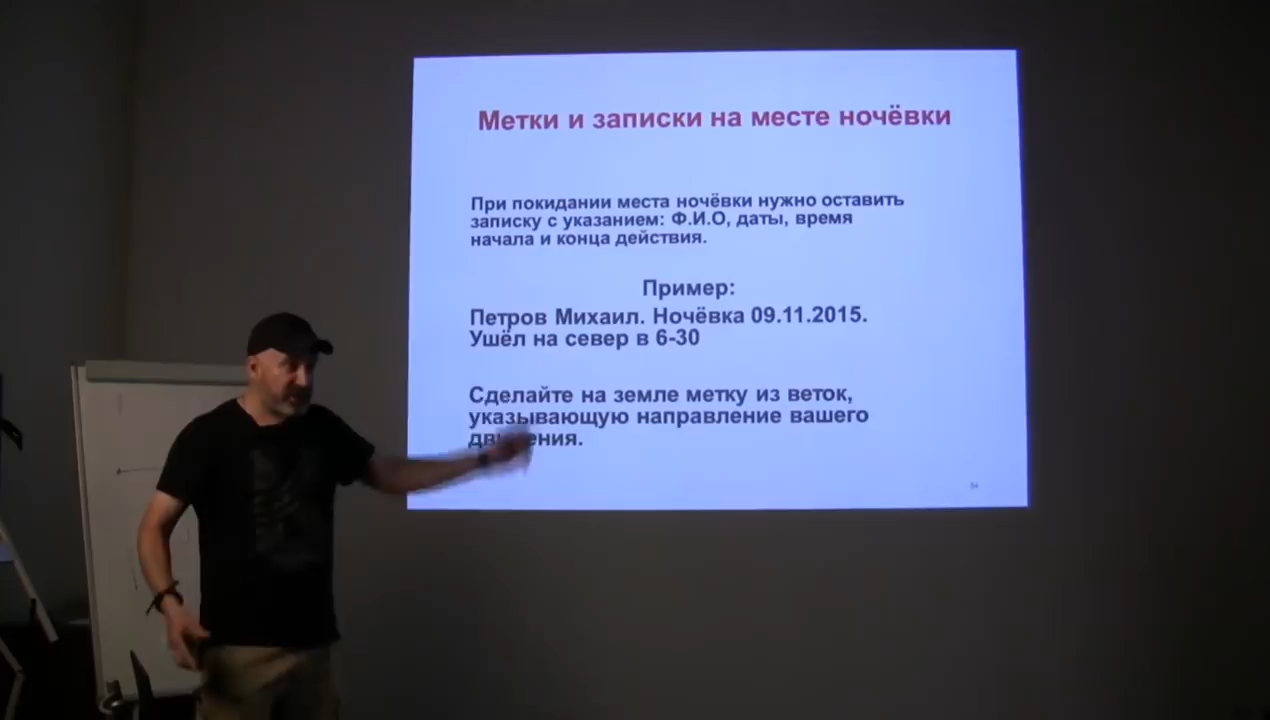 Метки и записки на месте ночёвки
При покидании места ночёвки нужно оставить
записку с указанием: Ф.И.О, даты, время
начала и конца действия.
Пример:
Петров Михаил. Ночёвка 09.11.2015.
Ушёл на север в 6-30
Сделайте на земле метку из веток,
указывающую направление вашего
движения.
54